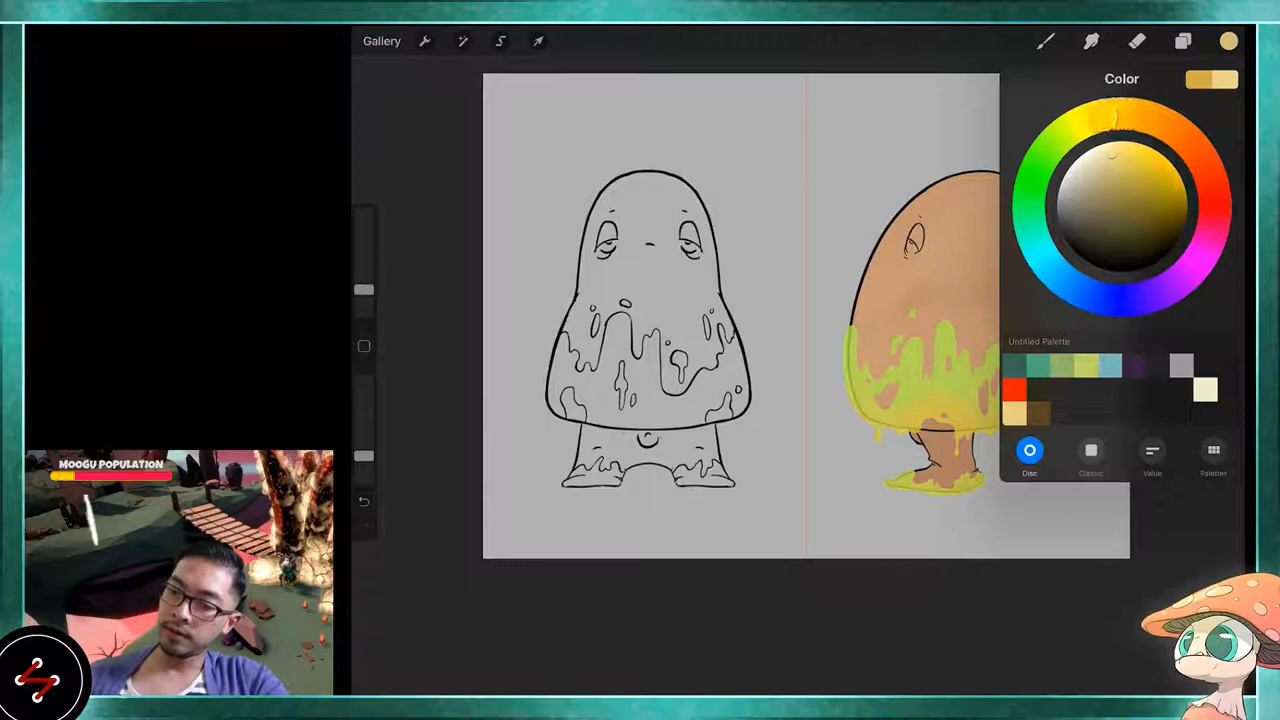 Gallery
Color
Untitled Palette
Disc
Classic
Value
Palettes
MOOGU POPULATION